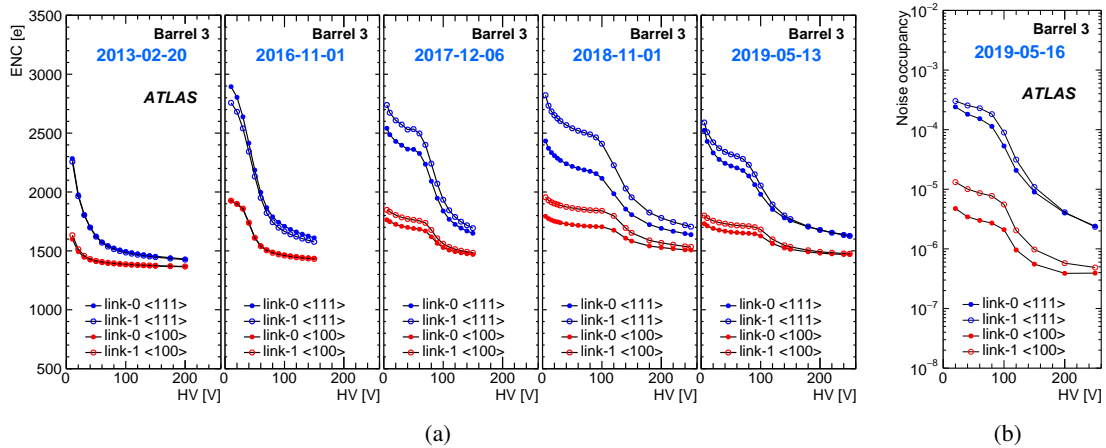 ENC [e]
3500
3000
2500
2000
1500
1000
500
Barrel 3
2013-02-20
ATLAS
link-0 <111>
link-1 <111>
link-0 <100>
link-1 <100>
0 100 200
HV [V]
Barrel 3
2016-11-01
link-0 <111>
link-1 <111>
link-0 <100>
link-1 <100>
0 100 200
HV [V]
Barrel 3
2017-12-06
link-0 <111>
link-1 <111>
link-0 <100>
link-1 <100>
0 100 200
HV [V]
Barrel 3
2018-11-01
link-0 <111>
link-1 <111>
link-0 <100>
link-1 <100>
0 100 200
HV [V]
Barrel 3
2019-05-13
link-0 <111>
link-1 <111>
link-0 <100>
link-1 <100>
0 100 200
HV [V]
(a)
Noise occupancy
10⁻²
10⁻³
10⁻⁴
10⁻⁵
10⁻⁶
10⁻⁷
10⁻⁸
Barrel 3
2019-05-16
ATLAS
link-0 <111>
link-1 <111>
link-0 <100>
link-1 <100>
0 100 200
HV [V]
(b)